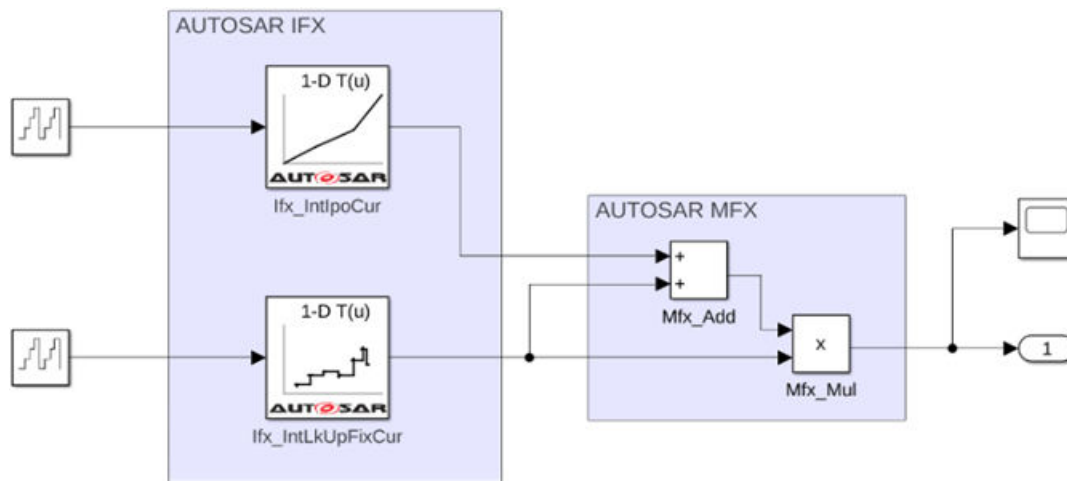 AUTOSAR IFX
1-D T(u)
AUTOSAR
Ifx_IntIpoCur
AUTOSAR MFX
+
+
Mfx_Add
1-D T(u)
x
1
AUTOSAR
Mfx_Mul
Ifx_IntLkUpFixCur